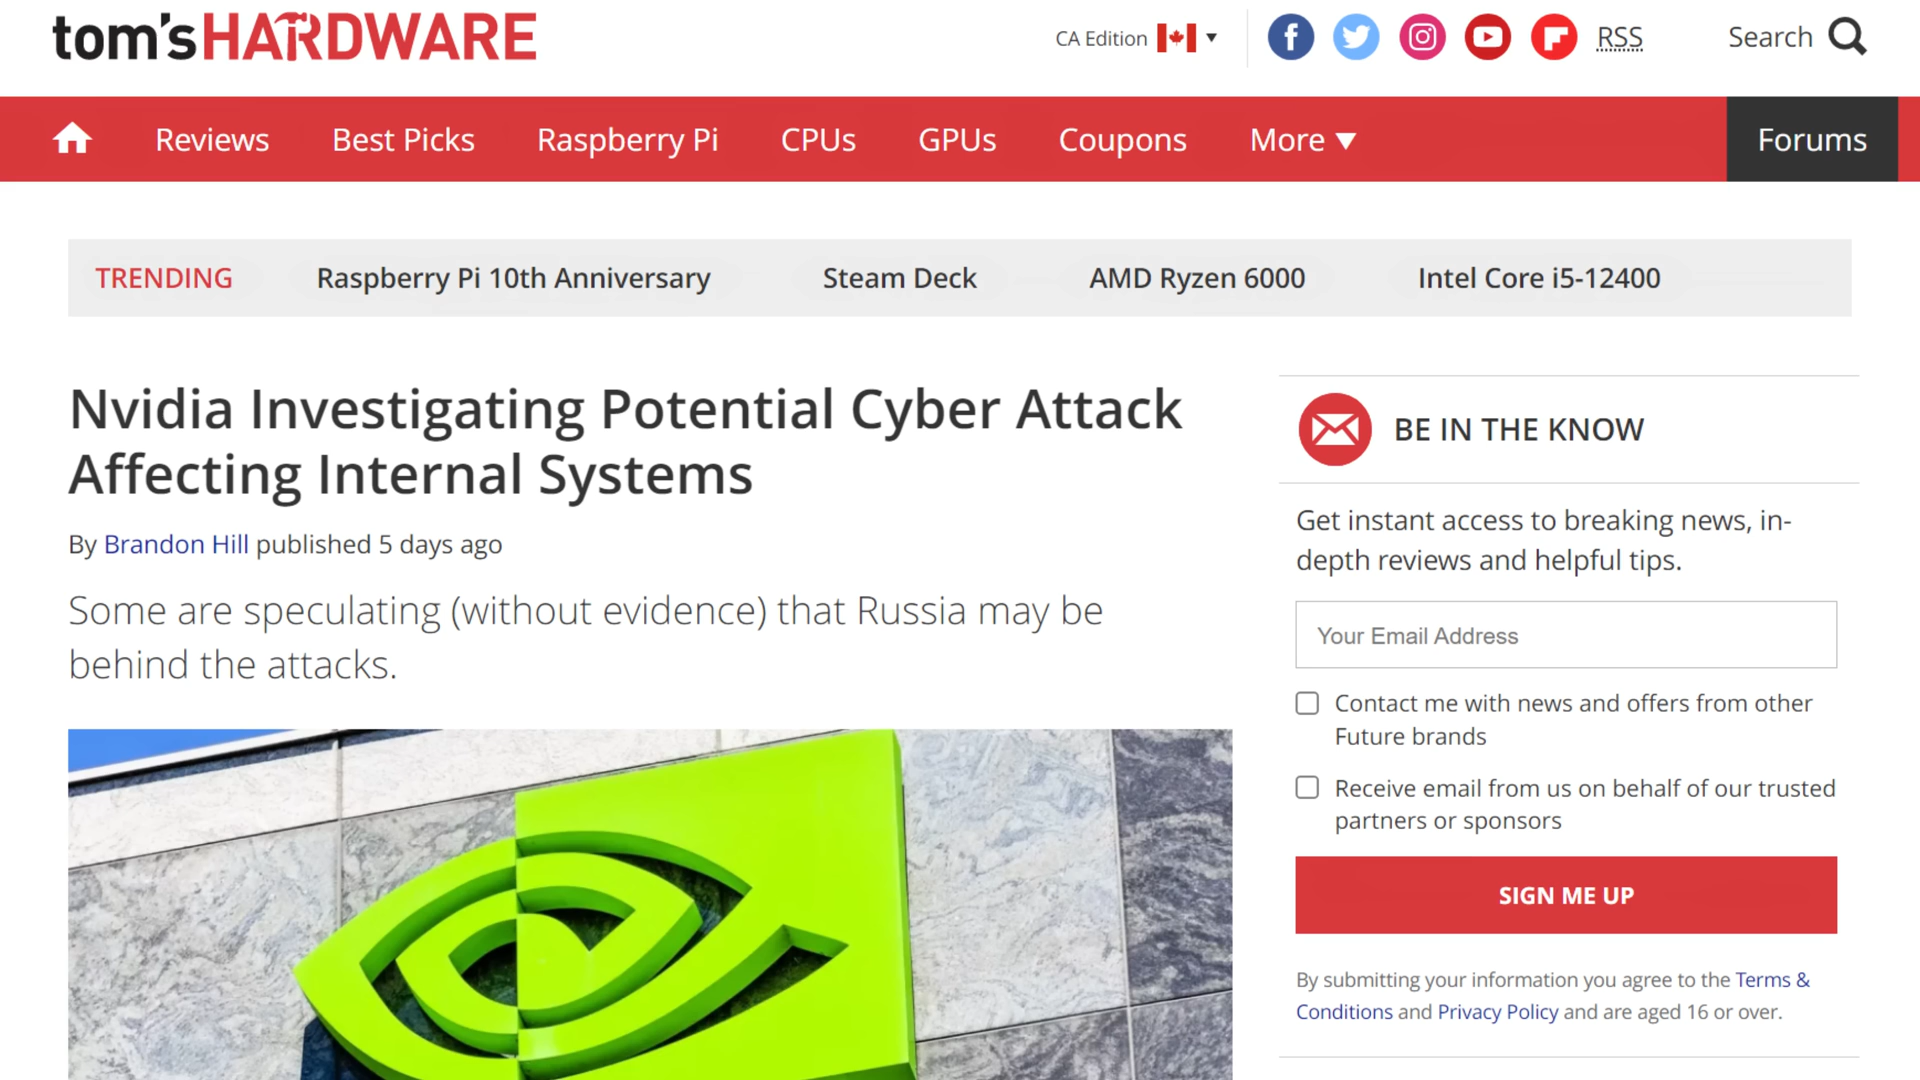 tom'sHARDWARE
CA Edition
RSS
Search
Reviews
Best Picks
Raspberry Pi
CPUs
GPUs
Coupons
More
Forums
TRENDING
Raspberry Pi 10th Anniversary
Steam Deck
AMD Ryzen 6000
Intel Core i5-12400
Nvidia Investigating Potential Cyber Attack
Affecting Internal Systems
By Brandon Hill published 5 days ago
Some are speculating (without evidence) that Russia may be
behind the attacks.
BE IN THE KNOW
Get instant access to breaking news, in-
depth reviews and helpful tips.
Your Email Address
Contact me with news and offers from other
Future brands
Receive email from us on behalf of our trusted
partners or sponsors
SIGN ME UP
By submitting your information you agree to the Terms &
Conditions and Privacy Policy and are aged 16 or over.